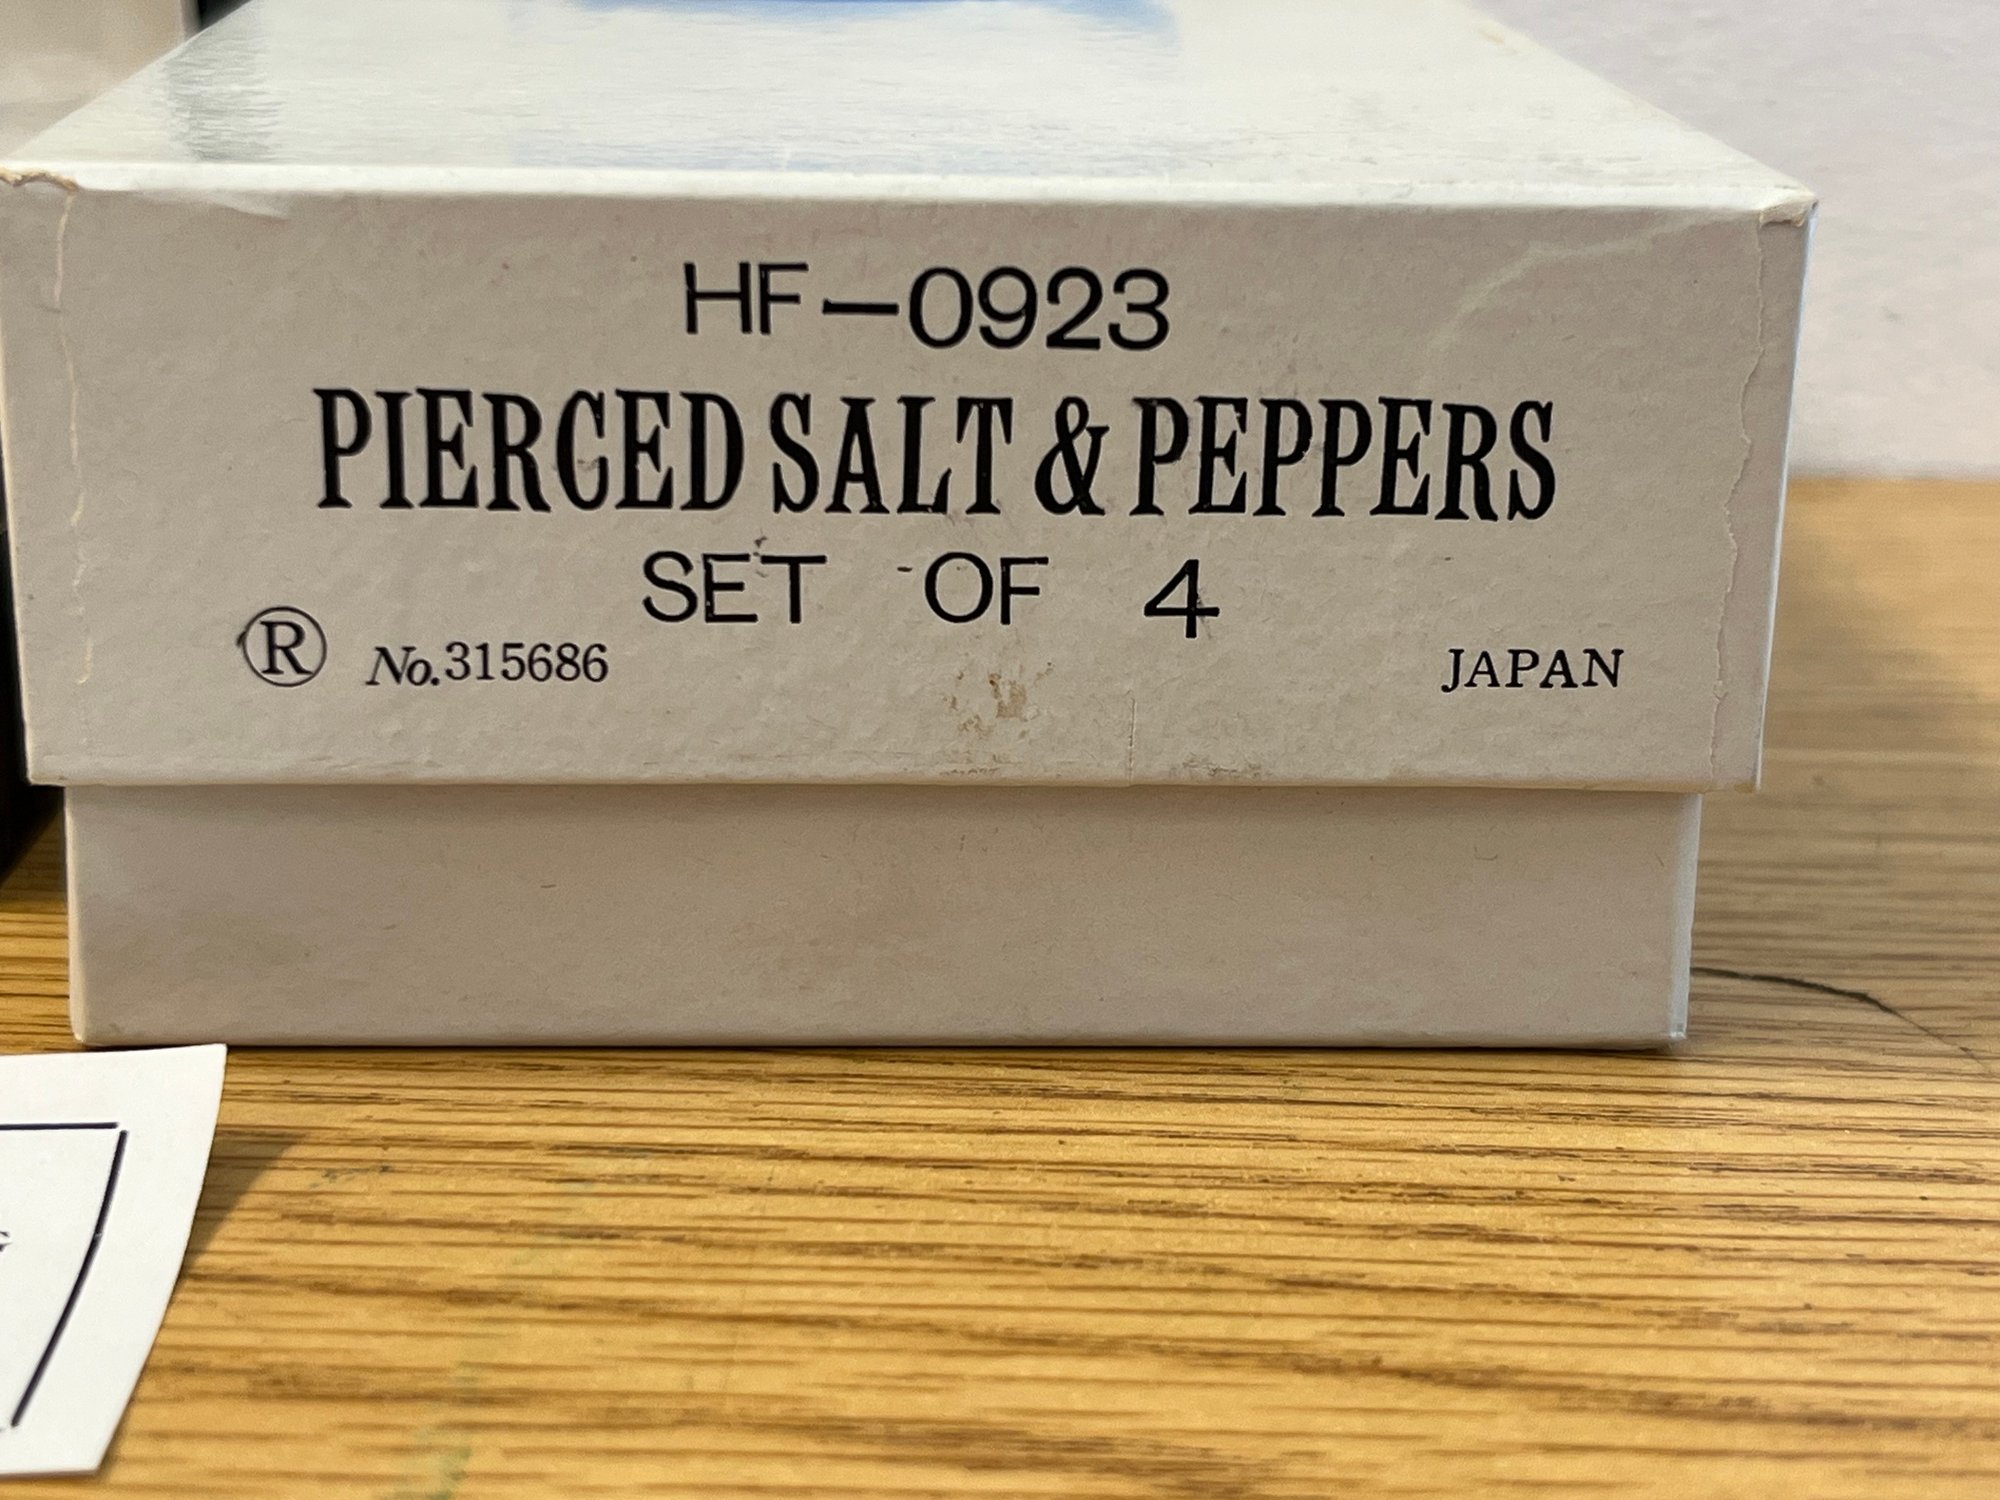 HF-0923
PIERCED SALT & PEPPERS
SET OF 4
® No.315686
JAPAN